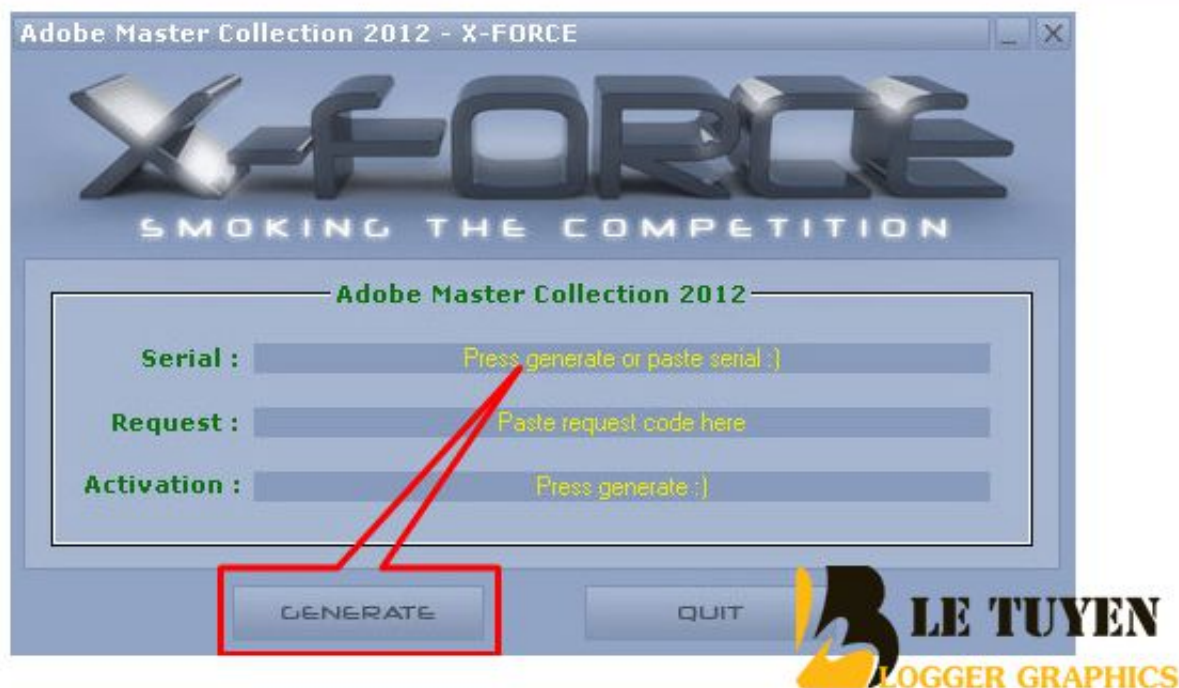 Adobe Master Collection 2012 - X-FORCE
X-FORCE
SMOKING THE COMPETITION
Adobe Master Collection 2012
Serial : Press generate or paste serial :)
Request : Paste request code here
Activation : Press generate :)
GENERATE QUIT
LE TUYEN
BLOGGER GRAPHICS